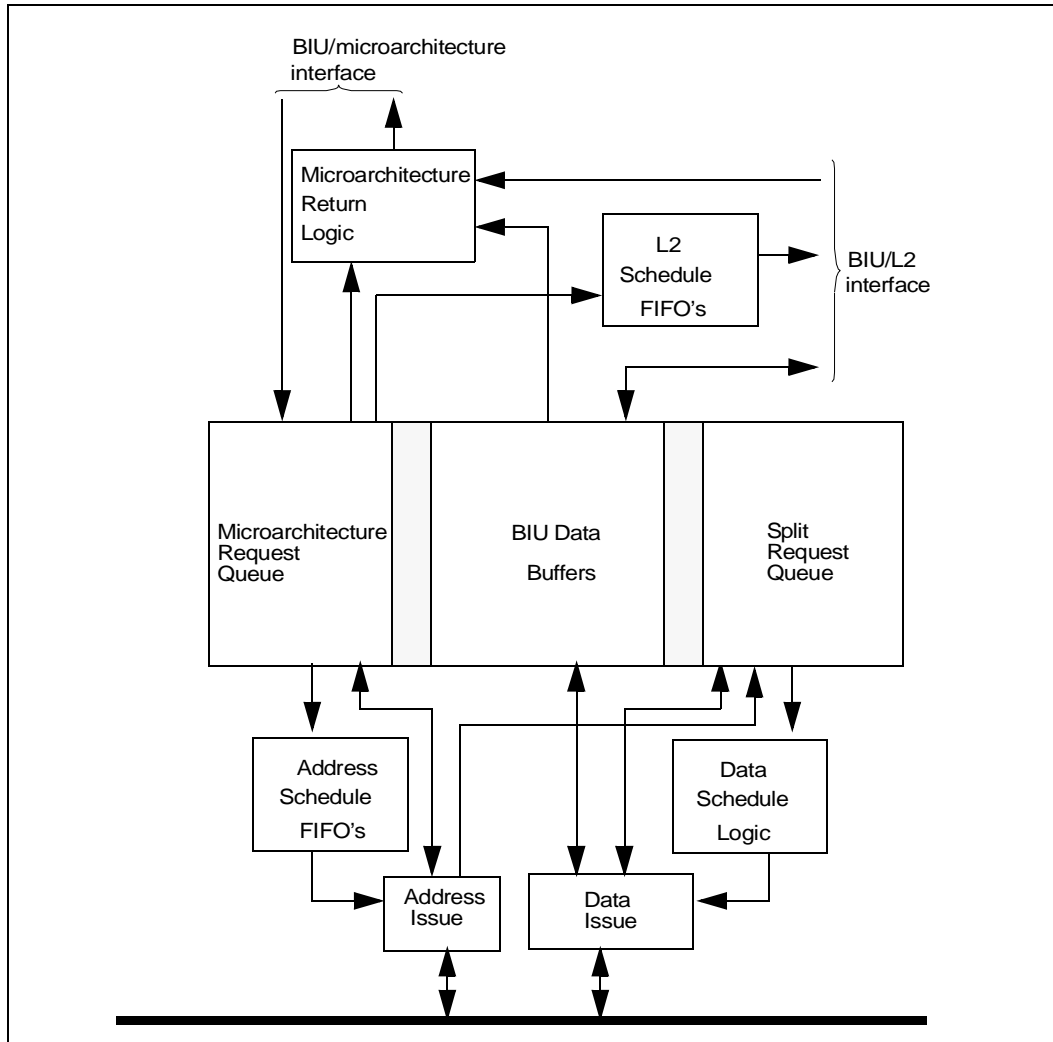 BIU/microarchitecture
interface
Microarchitecture
Return
Logic
L2
Schedule
FIFO's
BIU/L2
interface
Microarchitecture
Request
Queue
BIU Data
Buffers
Split
Request
Queue
Address
Schedule
FIFO's
Data
Schedule
Logic
Address
Issue
Data
Issue